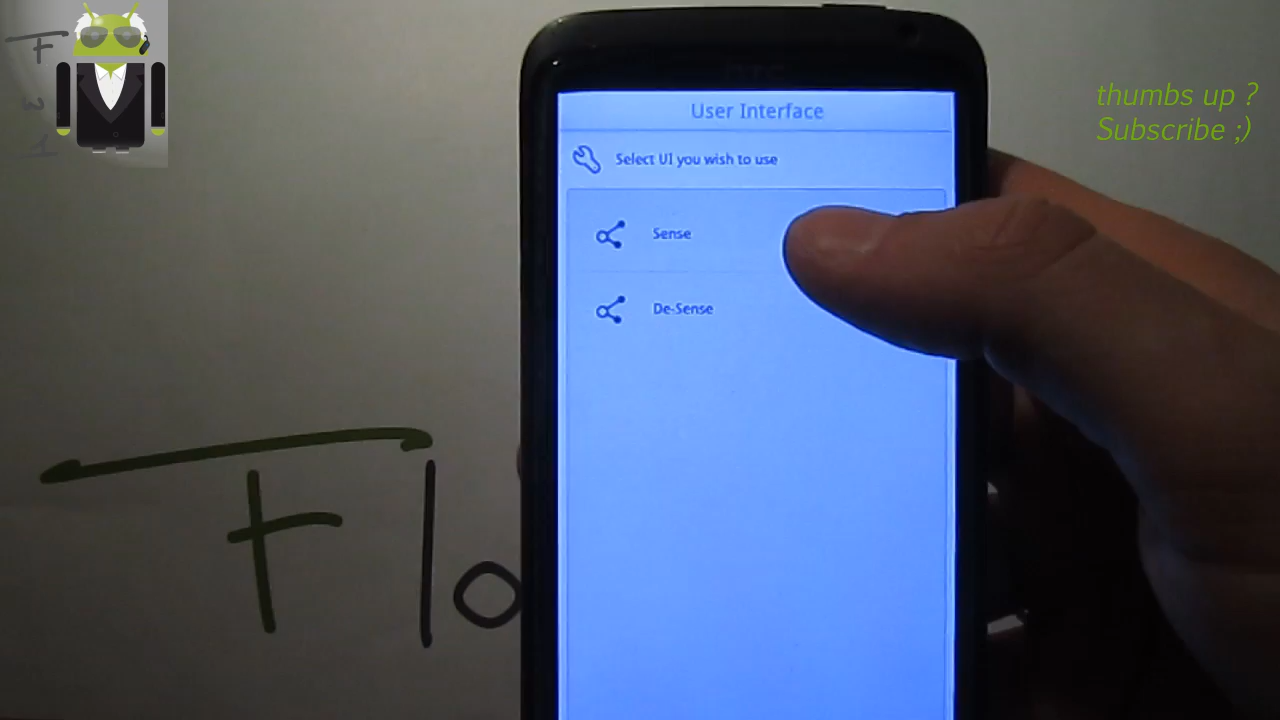 thumbs up ?
Subscribe ;)
User Interface
Select UI you wish to use
Sense
De-Sense
Flo